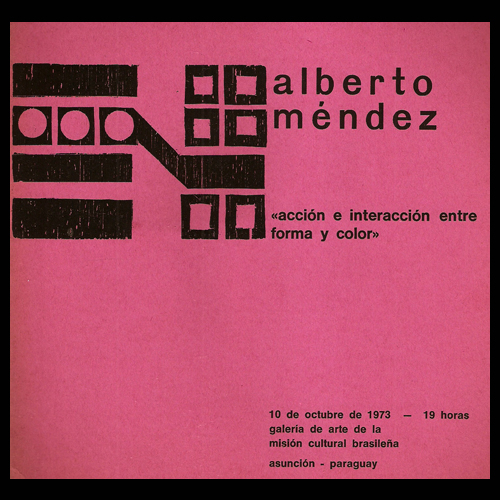 alberto
méndez
«acción e interacción entre
forma y color»
10 de octubre de 1973 — 19 horas
galería de arte de la
misión cultural brasileña
asunción - paraguay